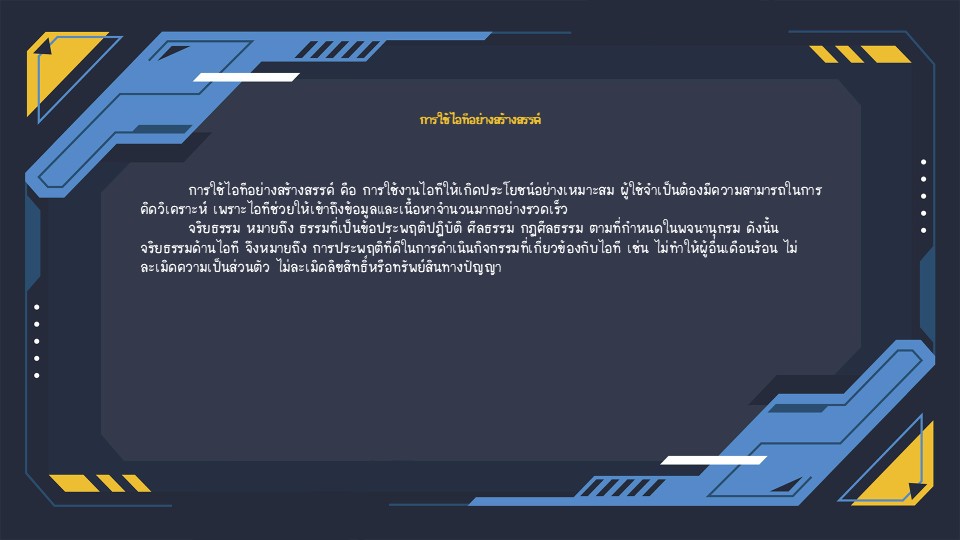 การใช้ไอทีอย่างสร้างสรรค์
การใช้ไอทีอย่างสร้างสรรค์ คือ การใช้งานไอทีให้เกิดประโยชน์อย่างเหมาะสม ผู้ใช้จำเป็นต้องมีความสามารถในการ
คิดวิเคราะห์ เพราะไอทีช่วยให้เข้าถึงข้อมูลและเนื้อหาจำนวนมากอย่างรวดเร็ว
จริยธรรม หมายถึง ธรรมที่เป็นข้อประพฤติปฏิบัติ ศีลธรรม กฎศีลธรรม ตามที่กำหนดในพจนานุกรม ดังนั้น
จริยธรรมด้านไอที จึงหมายถึง การประพฤติที่ดีในการดำเนินกิจกรรมที่เกี่ยวข้องกับไอที เช่น ไม่ทำให้ผู้อื่นเดือนร้อน ไม่
ละเมิดความเป็นส่วนตัว ไม่ละเมิดลิขสิทธิ์หรือทรัพย์สินทางปัญญา